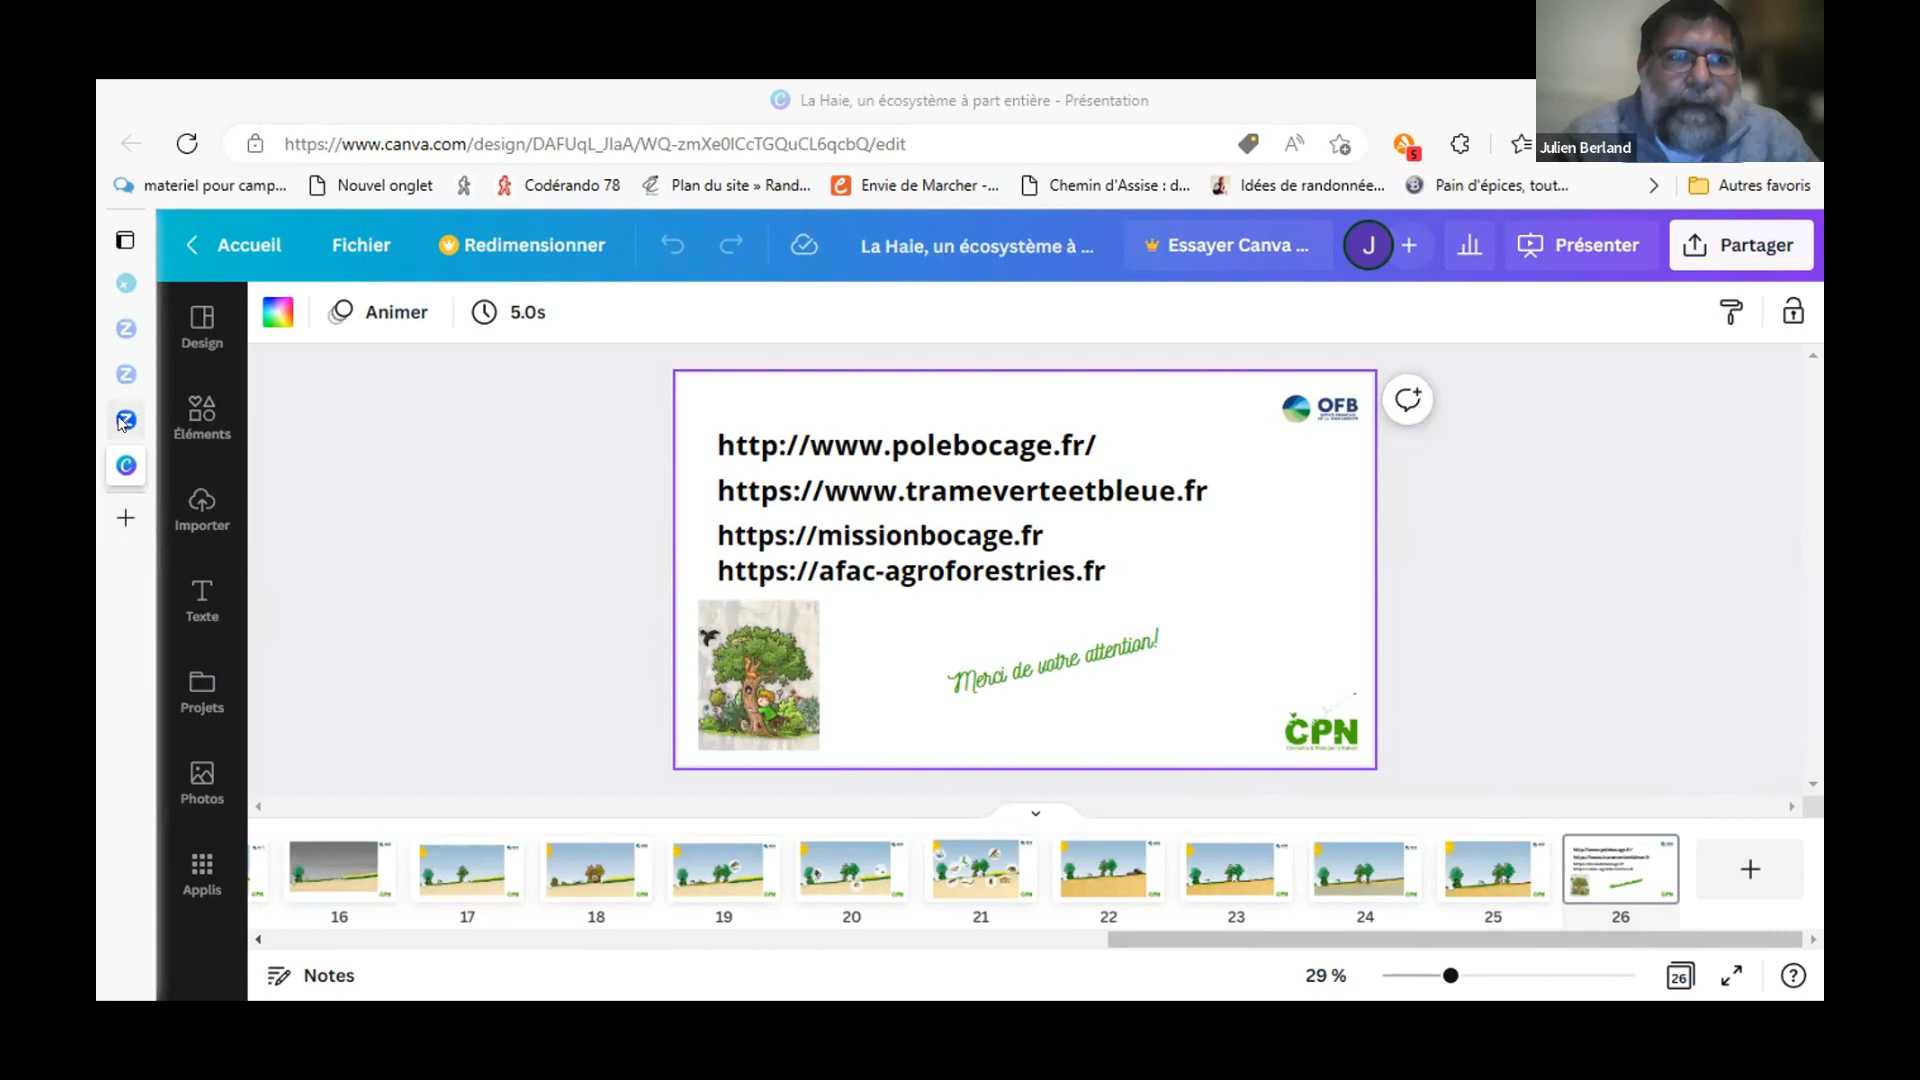 La Haie, un écosystème à part entière - Présentation
https://www.canva.com/design/DAFUqL_JIaA/WQ-zmXe0ICcTGQuCL6qcbQ/edit
5
Julien Berland
materiel pour camp...
Nouvel onglet
Codérando 78
Plan du site » Rand...
Envie de Marcher -...
Chemin d'Assise : d...
Idées de randonnée...
Pain d'épices, tout...
Autres favoris
Accueil
Fichier
Redimensionner
La Haie, un écosystème à ...
Essayer Canva ...
J
Présenter
Partager
Animer
5.0s
Design
Éléments
Importer
Texte
Projets
Photos
Applis
OFB
http://www.polebocage.fr/
https://www.trameverteetbleue.fr
https://missionbocage.fr
https://afac-agroforestries.fr
Merci de votre attention!
CPN
16
17
18
19
20
21
22
23
24
25
26
Notes
29 %
26